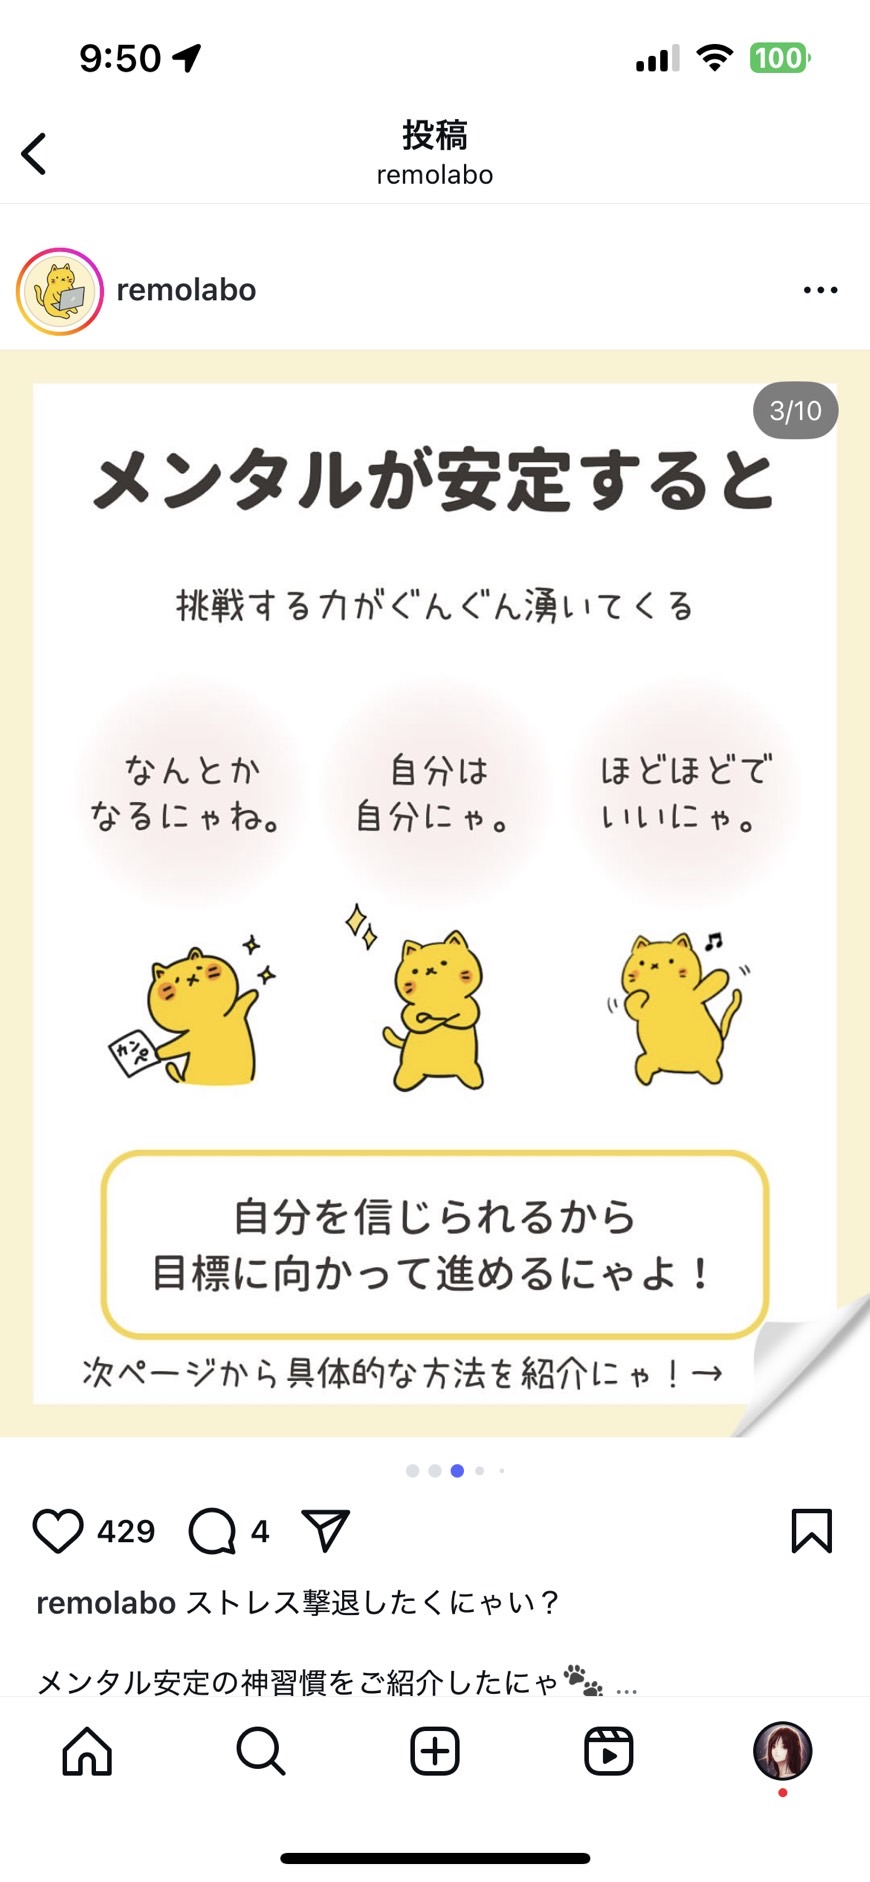 9:50
100
投稿
remolabo
remolabo
3/10
メンタルが安定すると
挑戦する力がぐんぐん湧いてくる
なんとか
なるにゃね。
自分は
自分にゃ。
ほどほどで
いいにゃ。
カンペ
自分を信じられるから
目標に向かって進めるにゃよ！
次ページから具体的な方法を紹介にゃ！→
429
4
remolabo ストレス撃退したくにゃい？
メンタル安定の神習慣をご紹介したにゃ🐾 ...